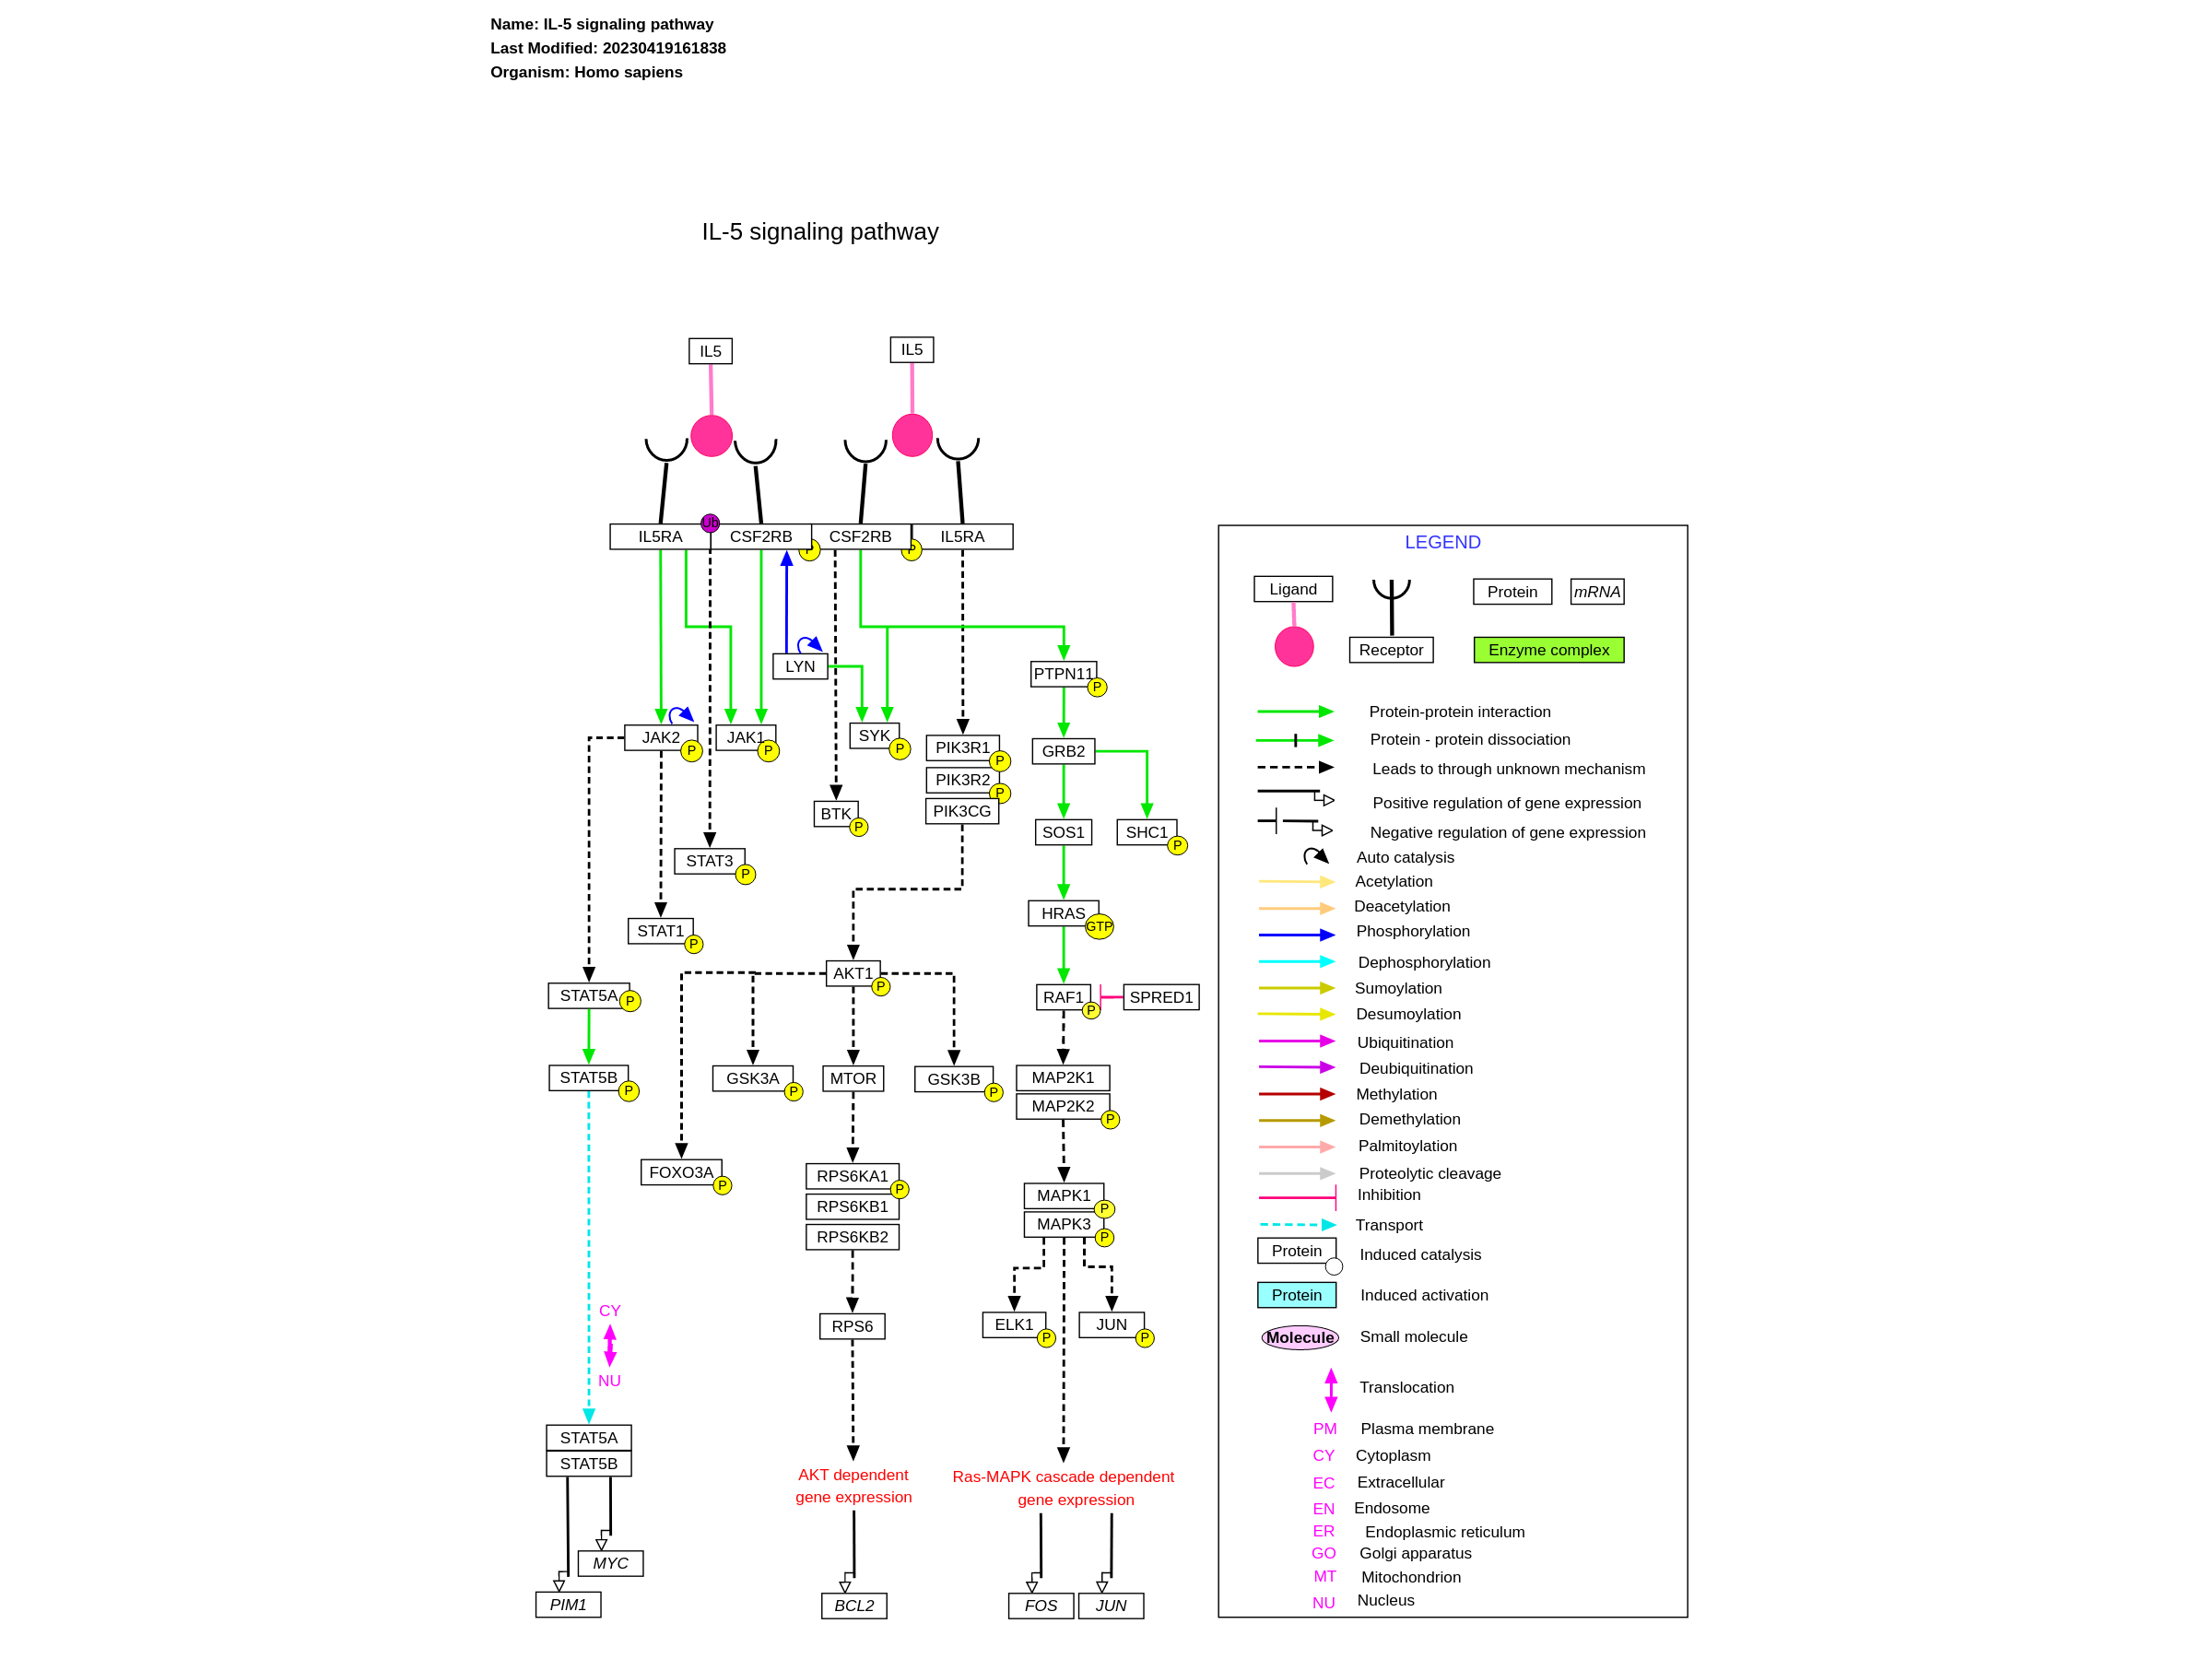 Name: IL-5 signaling pathway
Last Modified: 20230419161838
Organism: Homo sapiens
IL-5 signaling pathway
IL5
IL5
Ub
IL5RA
CSF2RB
P
CSF2RB
P
IL5RA
LYN
PTPN11
P
JAK2
P
JAK1
P
SYK
P
PIK3R1
P
PIK3R2
P
PIK3CG
GRB2
BTK
P
SOS1
SHC1
P
STAT3
P
STAT1
P
HRAS
GTP
AKT1
P
STAT5A
P
RAF1
P
SPRED1
STAT5B
P
GSK3A
P
MTOR
GSK3B
P
MAP2K1
MAP2K2
P
FOXO3A
P
RPS6KA1
P
RPS6KB1
RPS6KB2
MAPK1
P
MAPK3
P
CY
NU
RPS6
ELK1
P
JUN
P
STAT5A
STAT5B
AKT dependent
gene expression
Ras-MAPK cascade dependent
gene expression
MYC
PIM1
BCL2
FOS
JUN
LEGEND
Ligand
Receptor
Protein
mRNA
Enzyme complex
Protein-protein interaction
Protein - protein dissociation
Leads to through unknown mechanism
Positive regulation of gene expression
Negative regulation of gene expression
Auto catalysis
Acetylation
Deacetylation
Phosphorylation
Dephosphorylation
Sumoylation
Desumoylation
Ubiquitination
Deubiquitination
Methylation
Demethylation
Palmitoylation
Proteolytic cleavage
Inhibition
Transport
Protein Induced catalysis
Protein Induced activation
Molecule Small molecule
Translocation
PM Plasma membrane
CY Cytoplasm
EC Extracellular
EN Endosome
ER Endoplasmic reticulum
GO Golgi apparatus
MT Mitochondrion
NU Nucleus